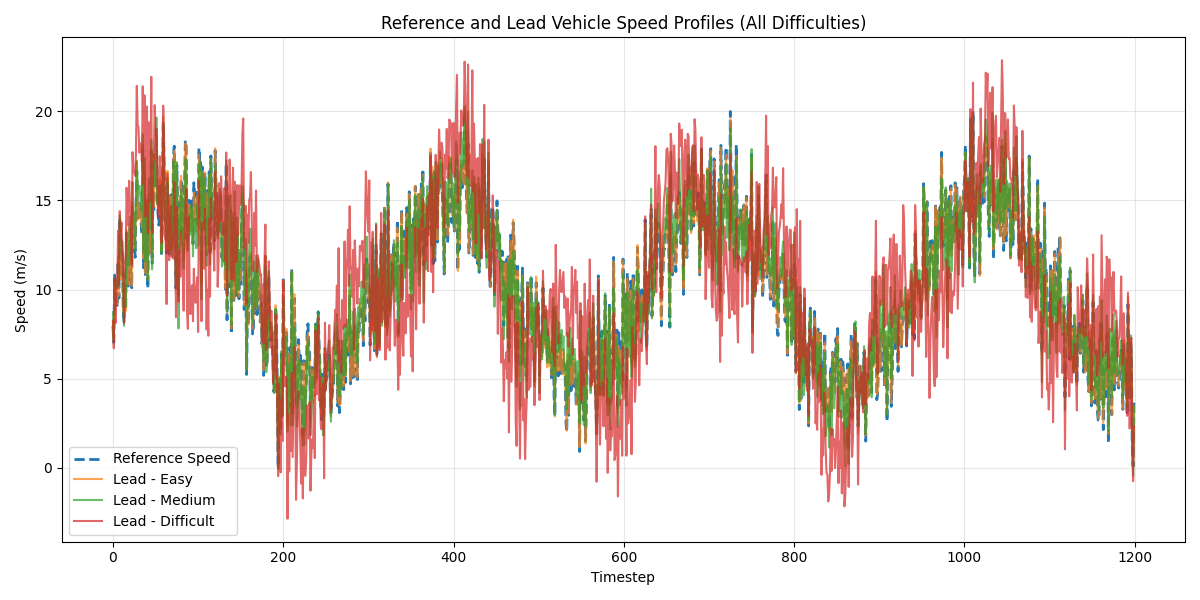 Reference and Lead Vehicle Speed Profiles (All Difficulties)
Speed (m/s)
20
15
10
5
0
Reference Speed
Lead - Easy
Lead - Medium
Lead - Difficult
0 200 400 600 800 1000 1200
Timestep